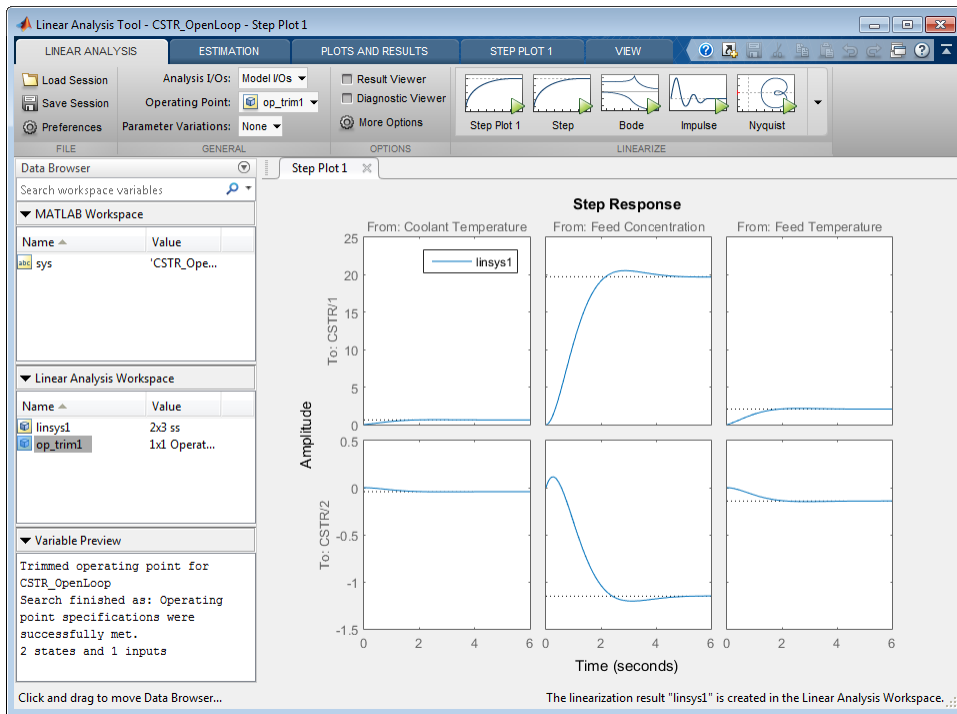 Linear Analysis Tool - CSTR_OpenLoop - Step Plot 1
LINEAR ANALYSIS
ESTIMATION
PLOTS AND RESULTS
STEP PLOT 1
VIEW
Load Session
Save Session
Preferences
FILE
Analysis I/Os: Model I/Os
Operating Point: op_trim1
Parameter Variations: None
GENERAL
Result Viewer
Diagnostic Viewer
More Options
OPTIONS
Step Plot 1
Step
Bode
Impulse
Nyquist
LINEARIZE
Data Browser
Search workspace variables
MATLAB Workspace
Name Value
abc sys 'CSTR_Ope...
Linear Analysis Workspace
Name Value
linsys1 2x3 ss
op_trim1 1x1 Operat...
Variable Preview
Trimmed operating point for
CSTR_OpenLoop
Search finished as: Operating
point specifications were
successfully met.
2 states and 1 inputs
Step Plot 1
Step Response
From: Coolant Temperature
From: Feed Concentration
From: Feed Temperature
linsys1
To: CSTR/1
25
20
15
10
5
0
Amplitude
To: CSTR/2
0.5
0
-0.5
-1
-1.5
0 2 4 6
0 2 4 6
0 2 4 6
Time (seconds)
Click and drag to move Data Browser...
The linearization result "linsys1" is created in the Linear Analysis Workspace.